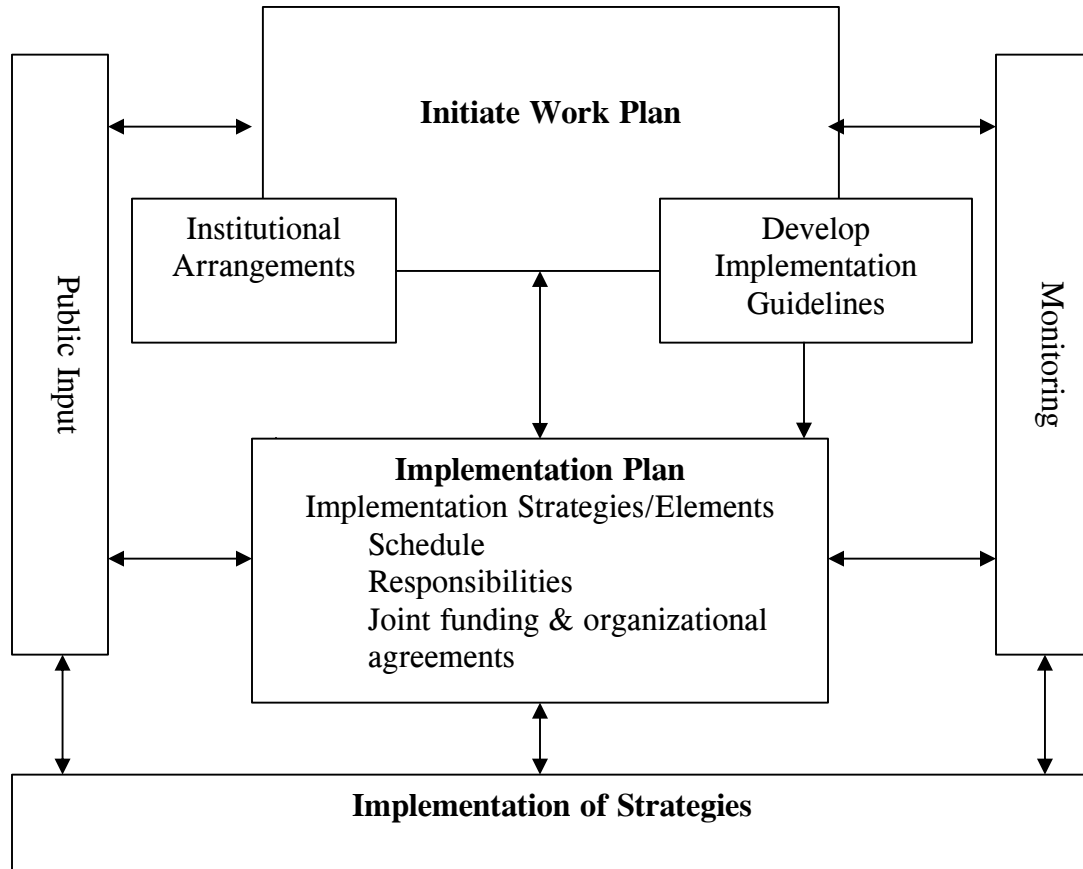 Initiate Work Plan
Institutional
Arrangements
Develop
Implementation
Guidelines
Public Input
Monitoring
Implementation Plan
Implementation Strategies/Elements
Schedule
Responsibilities
Joint funding & organizational
agreements
Implementation of Strategies